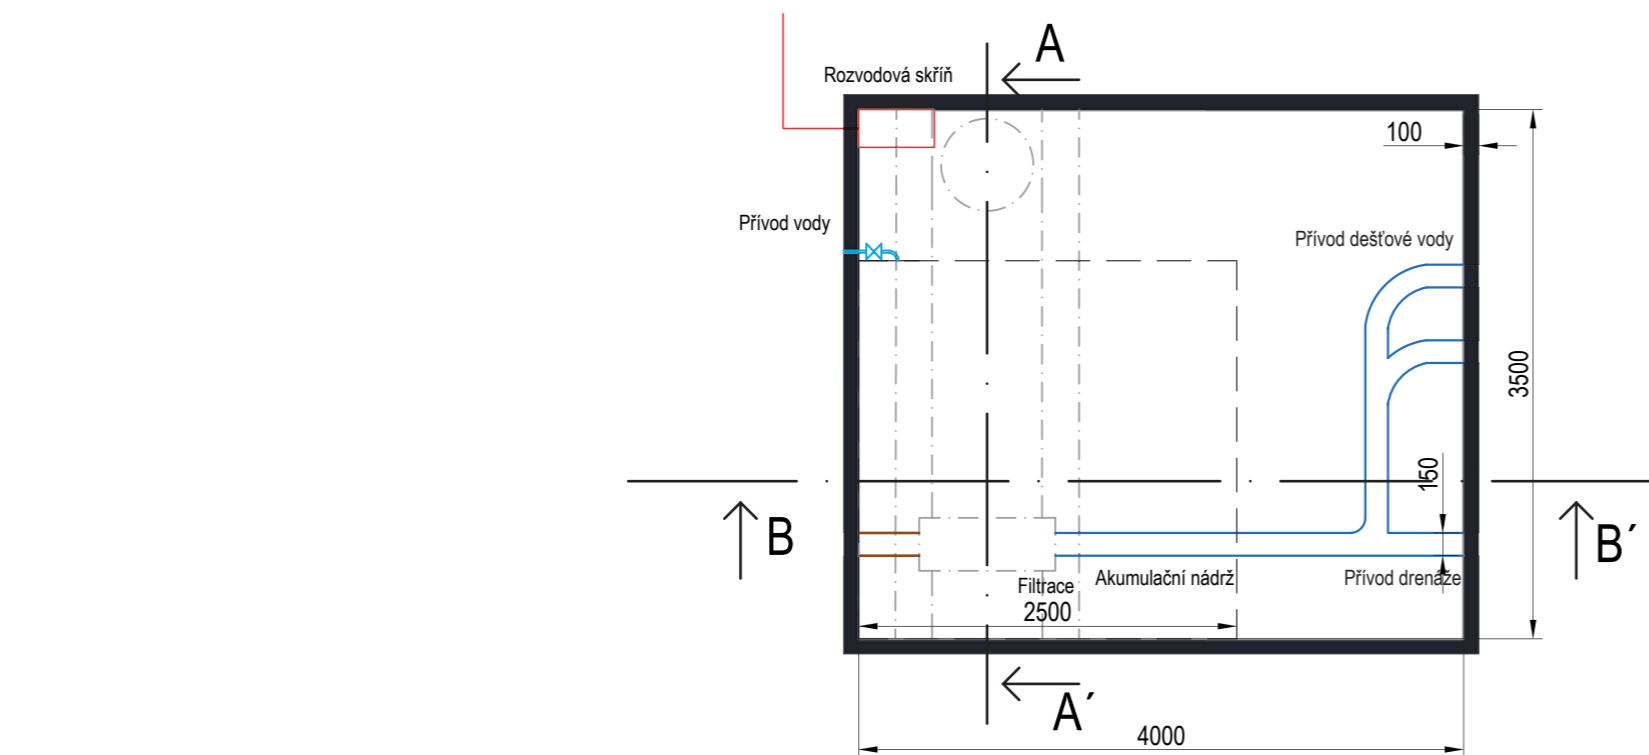 A
Rozvodová skříň
100
Přívod vody
Přívod dešťové vody
3500
150
B
B´
Filtrace
Akumulační nádrž
Přívod drenáže
2500
A´
4000